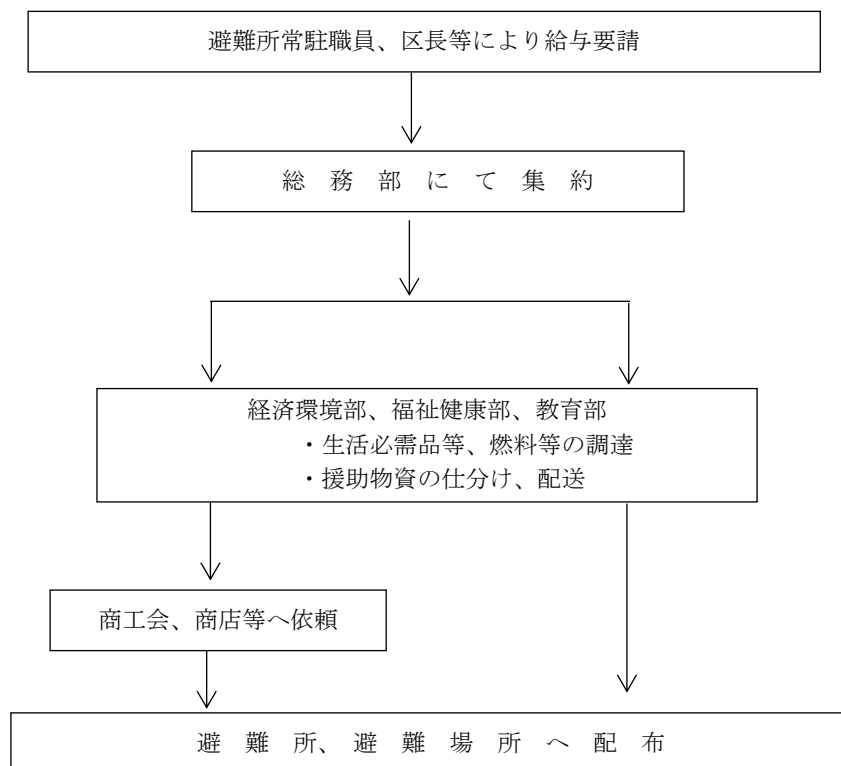 避難所常駐職員、区長等により給与要請
総務部にて集約
経済環境部、福祉健康部、教育部
・生活必需品等、燃料等の調達
・援助物資の仕分け、配送
商工会、商店等へ依頼
避難所、避難場所へ配布